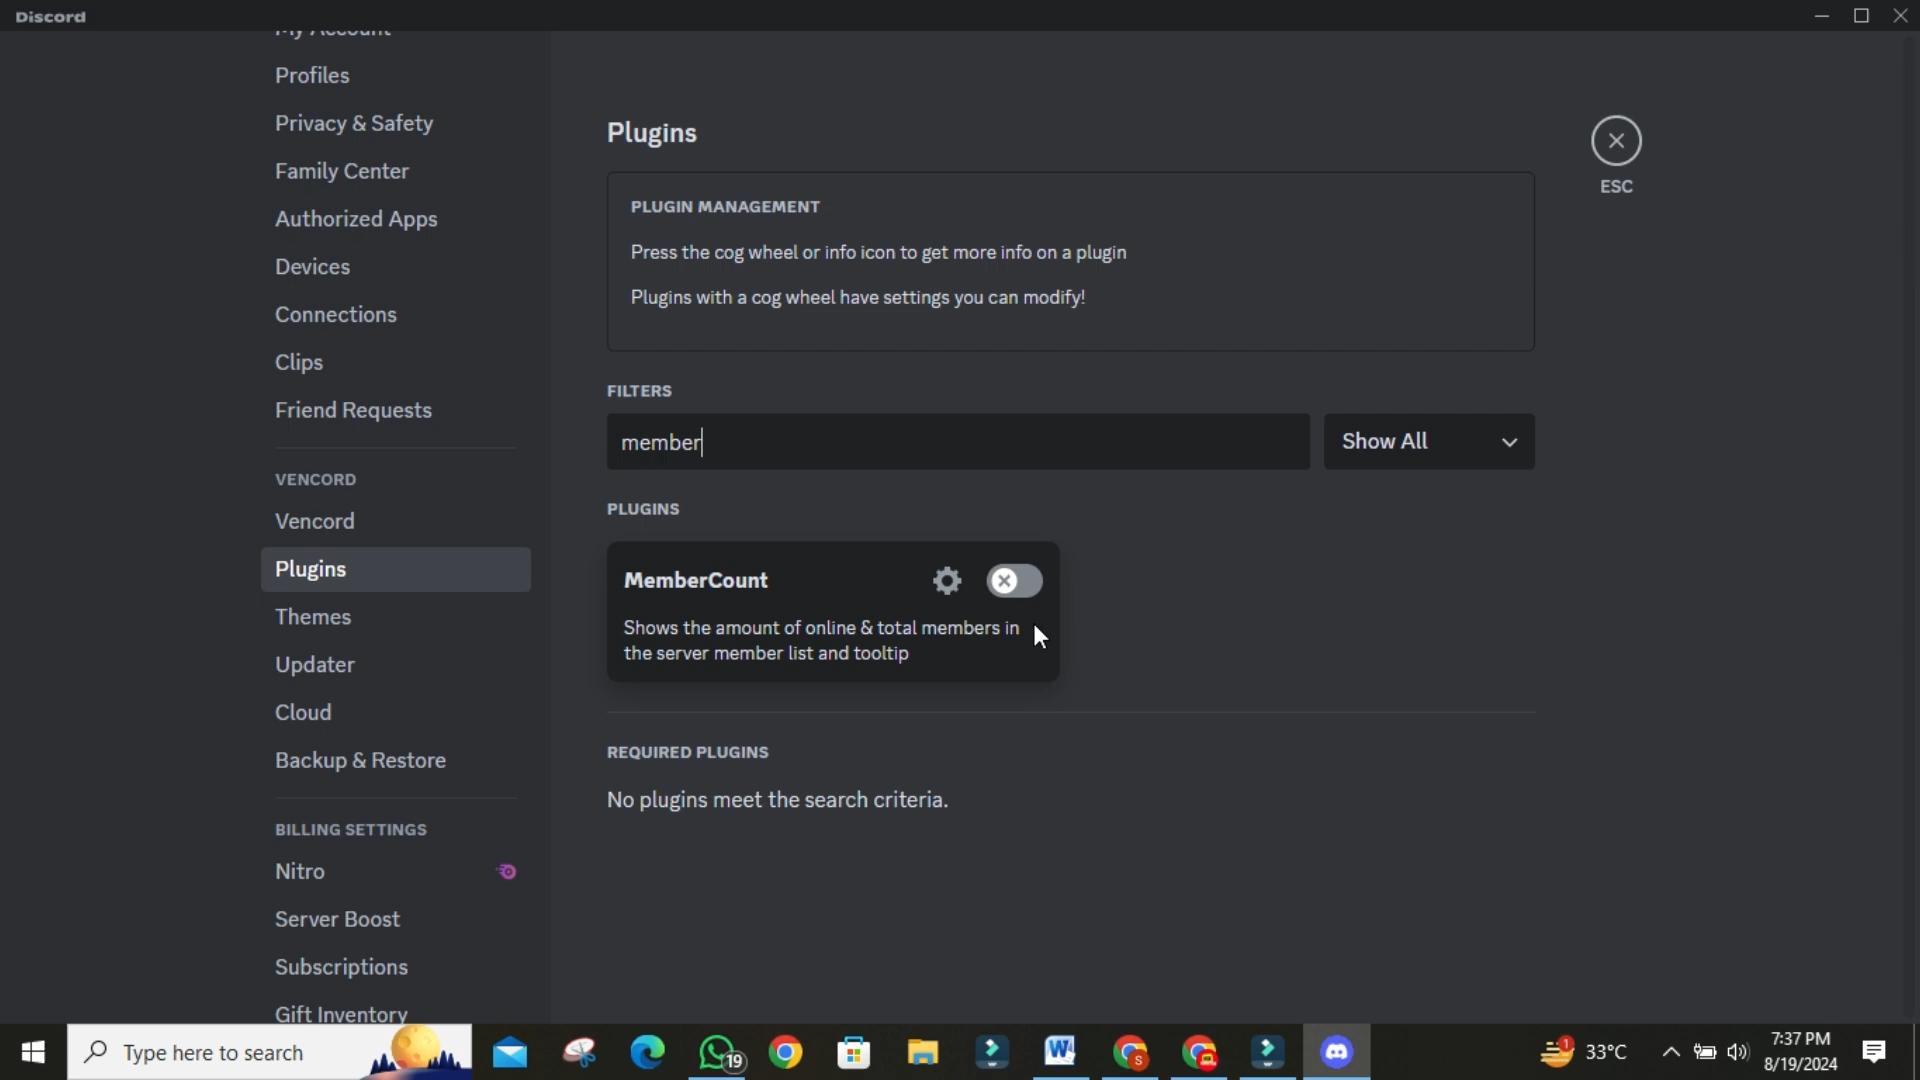 Discord
My Account
Profiles
Privacy & Safety
Family Center
Authorized Apps
Devices
Connections
Clips
Friend Requests
VENCORD
Vencord
Plugins
Themes
Updater
Cloud
Backup & Restore
BILLING SETTINGS
Nitro
Server Boost
Subscriptions
Gift Inventory
Plugins
PLUGIN MANAGEMENT
Press the cog wheel or info icon to get more info on a plugin
Plugins with a cog wheel have settings you can modify!
ESC
FILTERS
member
Show All
PLUGINS
MemberCount
Shows the amount of online & total members in
the server member list and tooltip
REQUIRED PLUGINS
No plugins meet the search criteria.
Type here to search
19
W
S
1
33°C
7:37 PM
8/19/2024